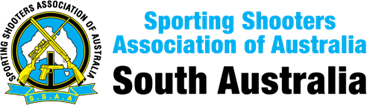 SPORTING SHOOTERS ASSOCIATION OF AUSTRALIA
S.S.A.A
Sporting Shooters
Association of Australia
South Australia